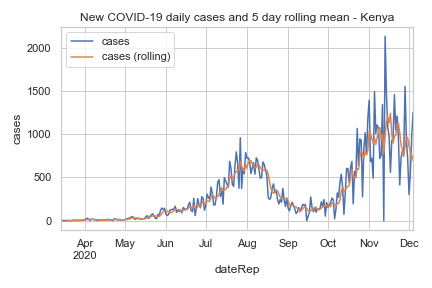 New COVID-19 daily cases and 5 day rolling mean - Kenya
cases
cases (rolling)
2000
1500
1000
500
0
cases
Apr May Jun Jul Aug Sep Oct Nov Dec
2020
dateRep